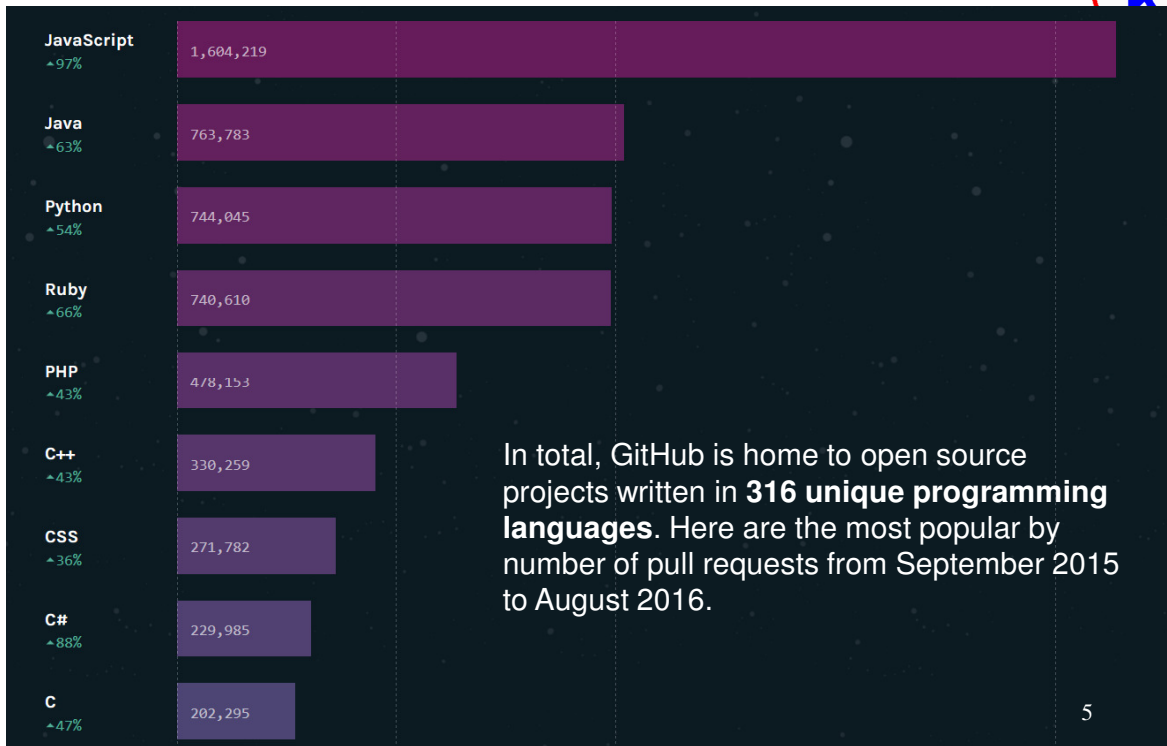 JavaScript
▲97%
1,604,219
Java
▲63%
763,783
Python
▲54%
744,045
Ruby
▲66%
740,610
PHP
▲43%
478,153
C++
▲43%
330,259
CSS
▲36%
271,782
C#
▲88%
229,985
C
▲47%
202,295
In total, GitHub is home to open source
projects written in 316 unique programming
languages. Here are the most popular by
number of pull requests from September 2015
to August 2016.
5